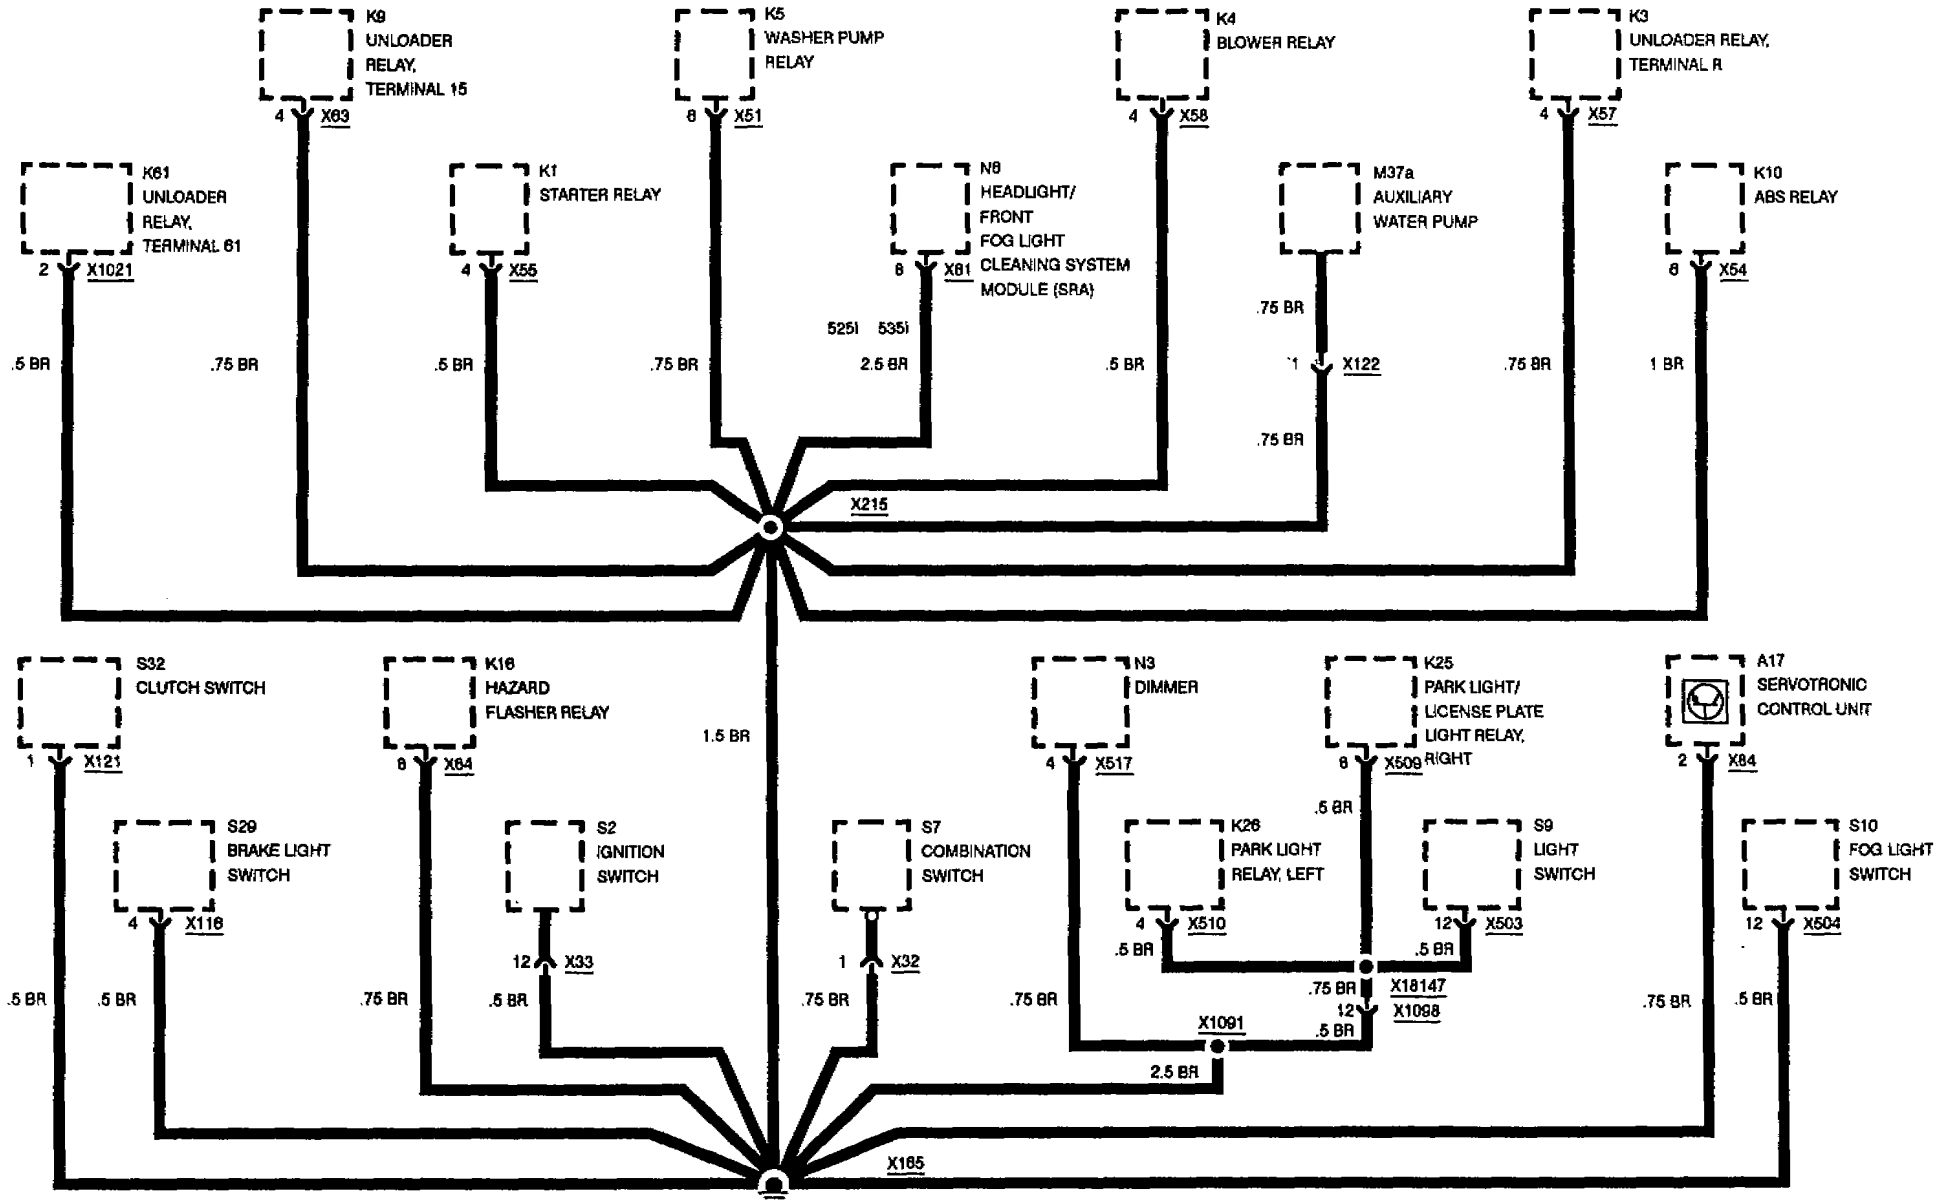 K9
UNLOADER
RELAY,
TERMINAL 15
4 X63
K5
WASHER PUMP
RELAY
6 X51
K4
BLOWER RELAY
4 X58
K3
UNLOADER RELAY,
TERMINAL R
4 X57
K61
UNLOADER
RELAY,
TERMINAL 61
2 X1021
K1
STARTER RELAY
4 X55
N6
HEADLIGHT/
FRONT
FOG LIGHT
CLEANING SYSTEM
MODULE (SRA)
8 X61
M37a
AUXILIARY
WATER PUMP
K10
ABS RELAY
6 X54
.75 BR
525i 535i
.5 BR
.75 BR
.5 BR
.75 BR
2.5 BR
.5 BR
1 X122
.75 BR
1 BR
.75 BR
X215
S32
CLUTCH SWITCH
1 X121
K16
HAZARD
FLASHER RELAY
6 X64
1.5 BR
N3
DIMMER
4 X517
K25
PARK LIGHT/
LICENSE PLATE
LIGHT RELAY,
RIGHT
6 X509
.5 BR
A17
SERVOTRONIC
CONTROL UNIT
2 X84
S29
BRAKE LIGHT
SWITCH
4 X116
S2
IGNITION
SWITCH
12 X33
S7
COMBINATION
SWITCH
1 X32
K26
PARK LIGHT
RELAY, LEFT
4 X510
.5 BR
S9
LIGHT
SWITCH
12 X503
.5 BR
S10
FOG LIGHT
SWITCH
12 X504
.5 BR
.5 BR
.75 BR
.5 BR
.75 BR
.75 BR
.75 BR X18147
.75 BR
.5 BR
12 X1098
X1091
.5 BR
2.5 BR
X165